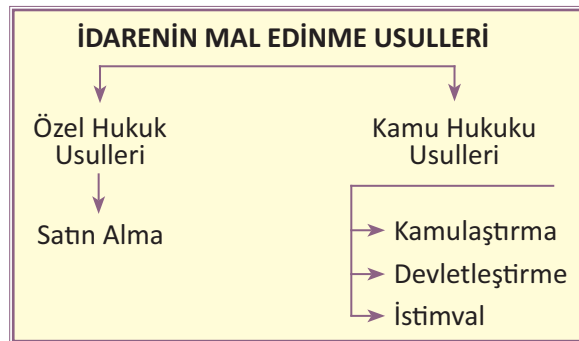 İDARENİN MAL EDİNME USULLERİ
Özel Hukuk
Usulleri
Satın Alma
Kamu Hukuku
Usulleri
Kamulaştırma
Devletleştirme
İstimval